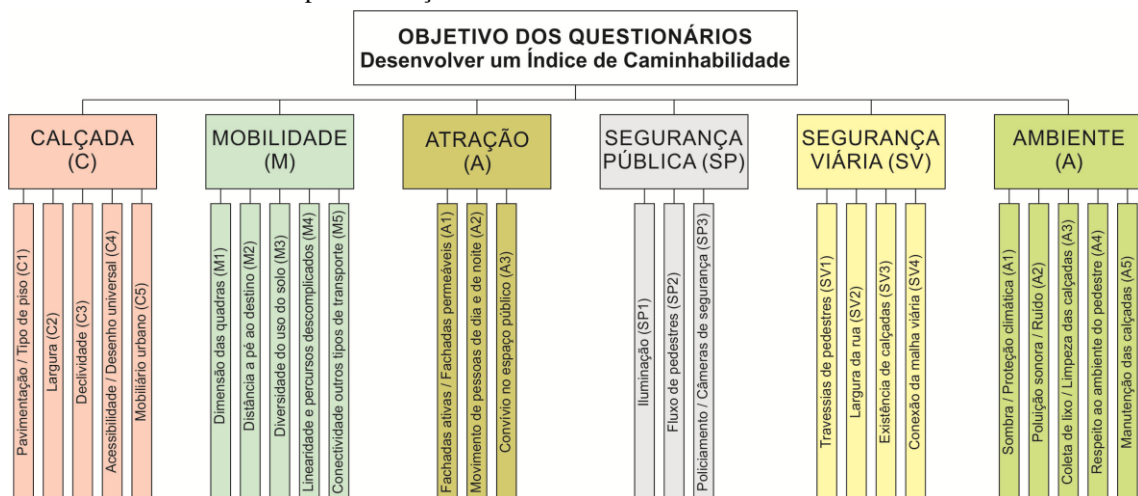 OBJETIVO DOS QUESTIONÁRIOS
Desenvolver um Índice de Caminhabilidade
CALÇADA
(C)
Pavimentação / Tipo de piso (C1)
Largura (C2)
Declividade (C3)
Acessibilidade / Desenho universal (C4)
Mobiliário urbano (C5)
MOBILIDADE
(M)
Dimensão das quadras (M1)
Distância a pé ao destino (M2)
Diversidade do uso do solo (M3)
Linearidade e percursos descomplicados (M4)
Conectividade outros tipos de transporte (M5)
ATRAÇÃO
(A)
Fachadas ativas / Fachadas permeáveis (A1)
Movimento de pessoas de dia e de noite (A2)
Convívio no espaço público (A3)
SEGURANÇA
PÚBLICA (SP)
Iluminação (SP1)
Fluxo de pedestres (SP2)
Policiamento / Câmeras de segurança (SP3)
SEGURANÇA
VIÁRIA (SV)
Travessias de pedestres (SV1)
Largura da rua (SV2)
Existência de calçadas (SV3)
Conexão da malha viária (SV4)
AMBIENTE
(A)
Sombra / Proteção climática (A1)
Poluição sonora / Ruído (A2)
Coleta de lixo / Limpeza das calçadas (A3)
Respeito ao ambiente do pedestre (A4)
Manutenção das calçadas (A5)